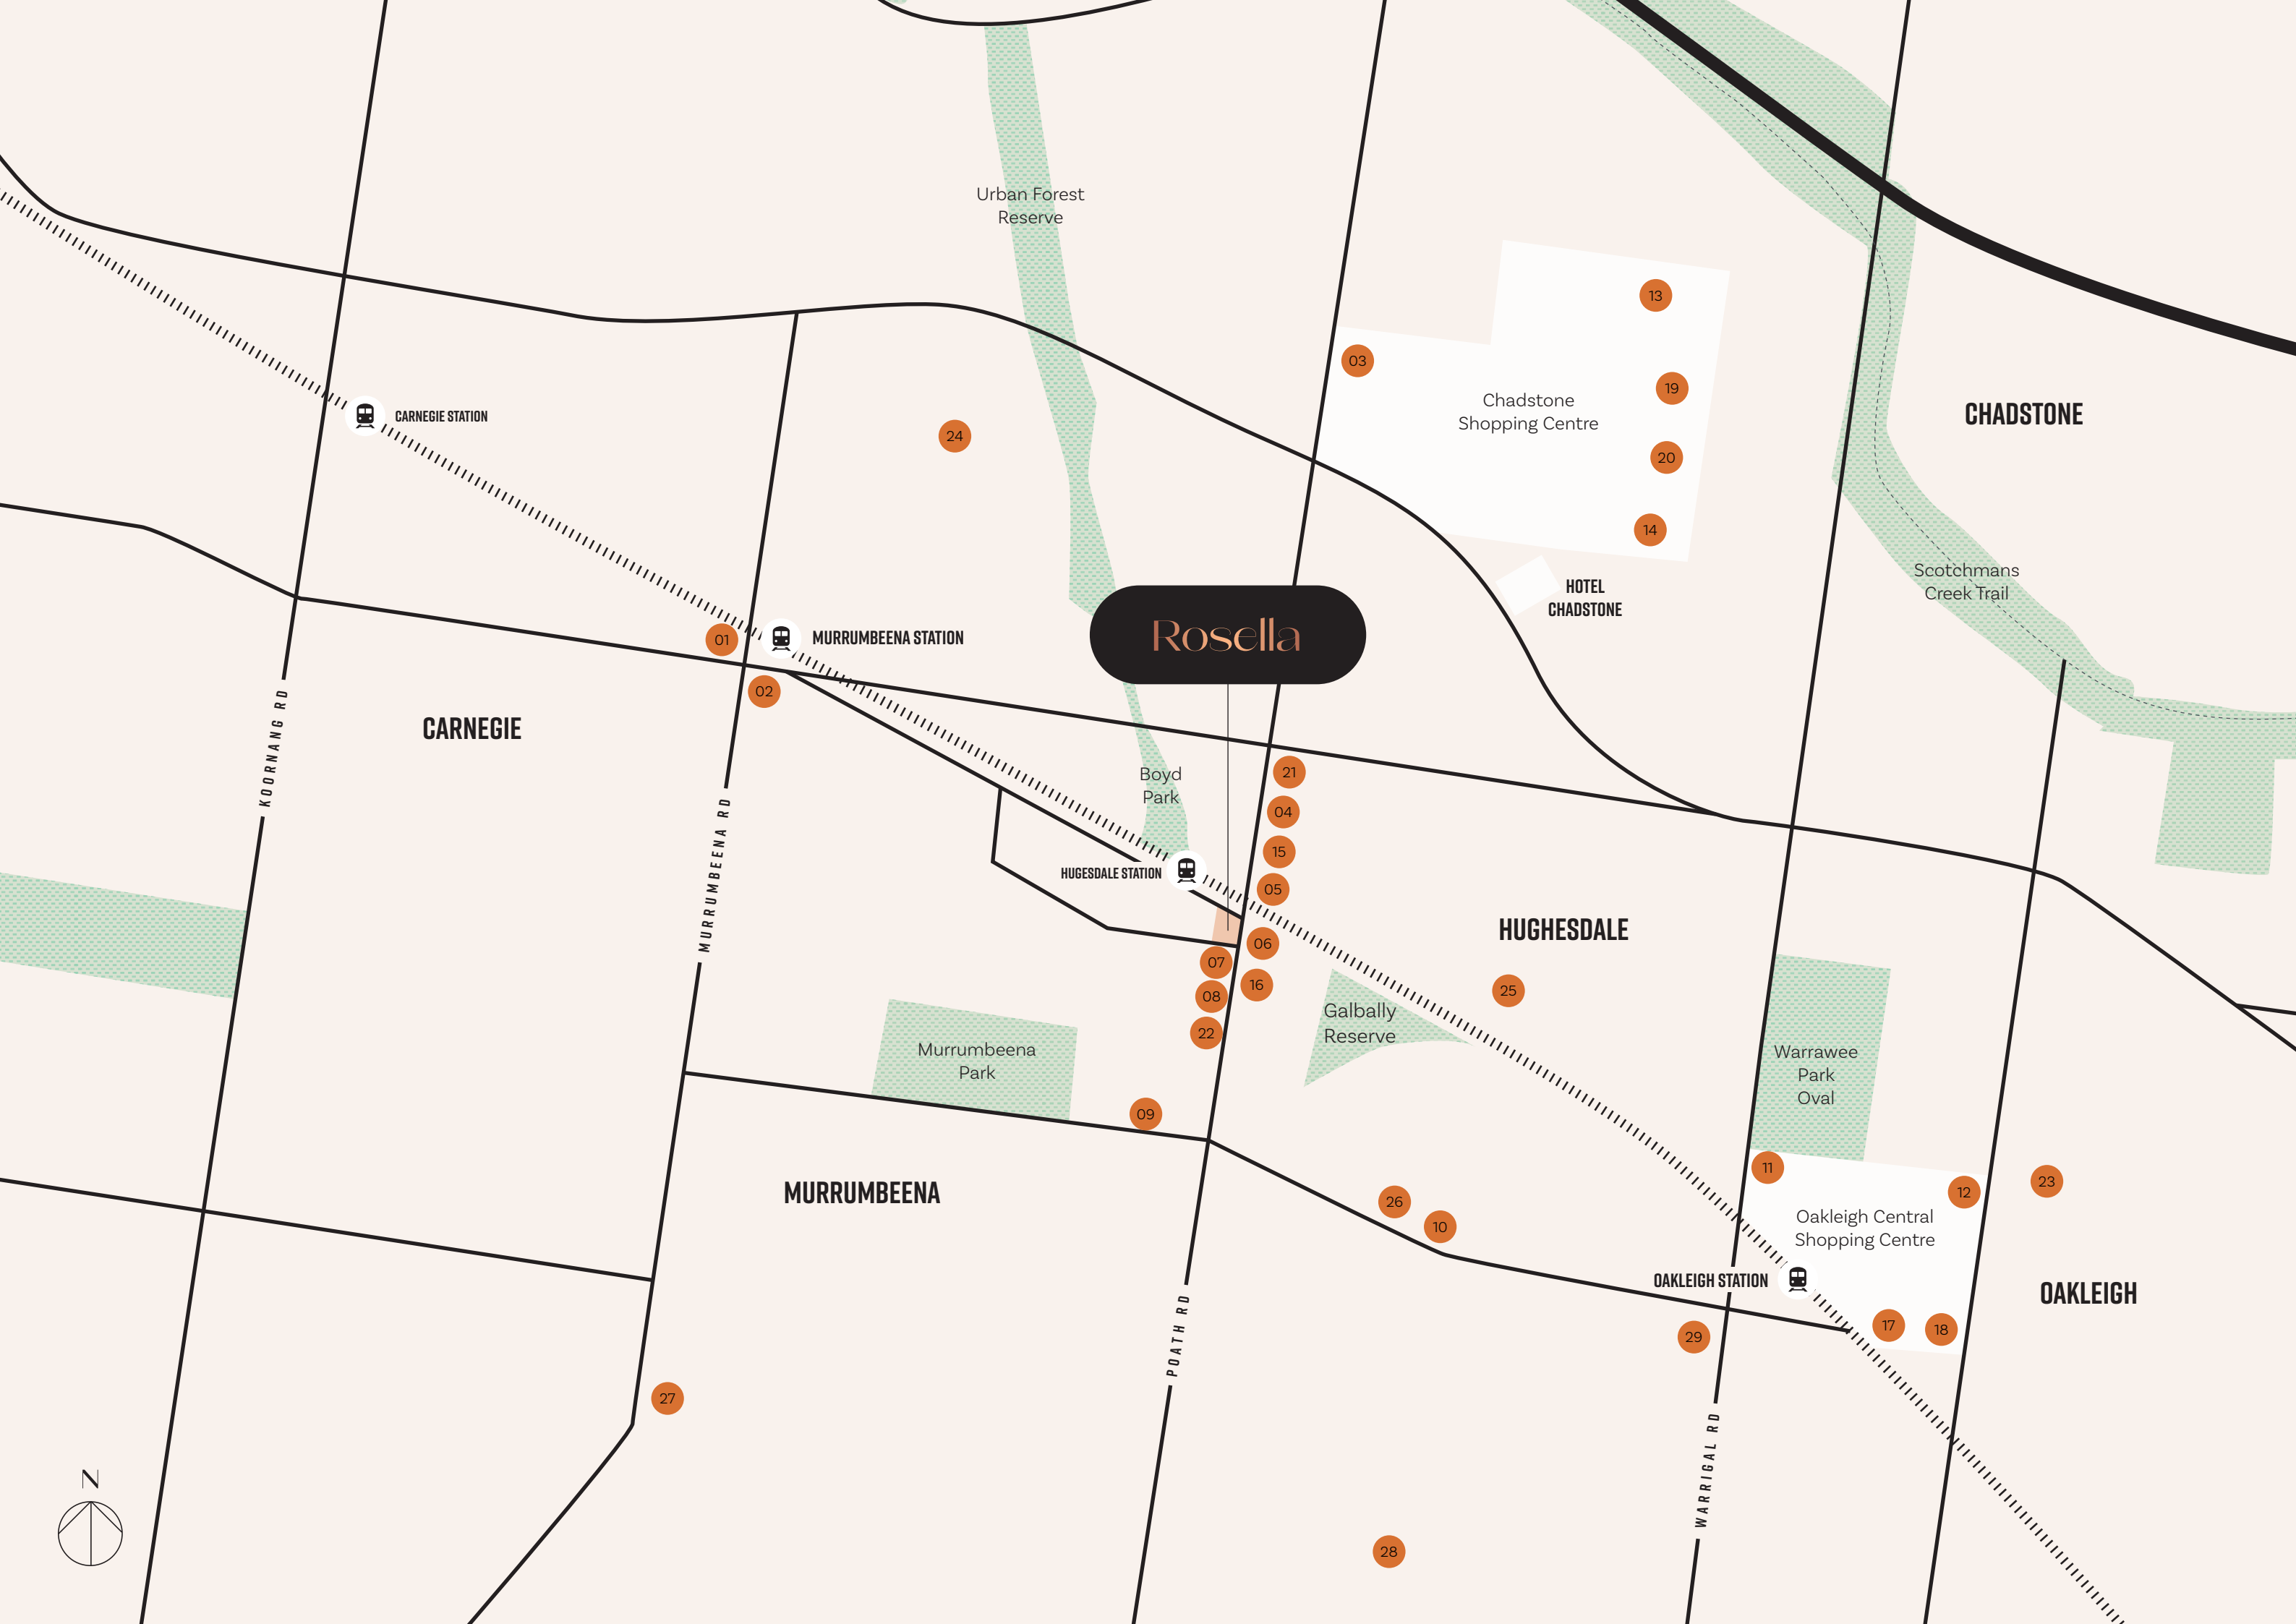 Urban Forest
Reserve
13
03
19
Chadstone
Shopping Centre
CHADSTONE
CARNEGIE STATION
24
20
14
Scotchmans
Creek Trail
HOTEL
CHADSTONE
Rosella
01
MURRUMBEENA STATION
02
CARNEGIE
KOORNANG RD
21
Boyd
Park
04
15
MURRUMBEENA RD
HUGESDALE STATION
05
HUGHESDALE
06
07
16
25
08
Galbally
Reserve
22
Murrumbeena
Park
Warrawee
Park
Oval
09
11
23
12
MURRUMBEENA
26
10
Oakleigh Central
Shopping Centre
OAKLEIGH STATION
OAKLEIGH
POATH RD
17
18
29
27
WARRIGAL RD
N
28